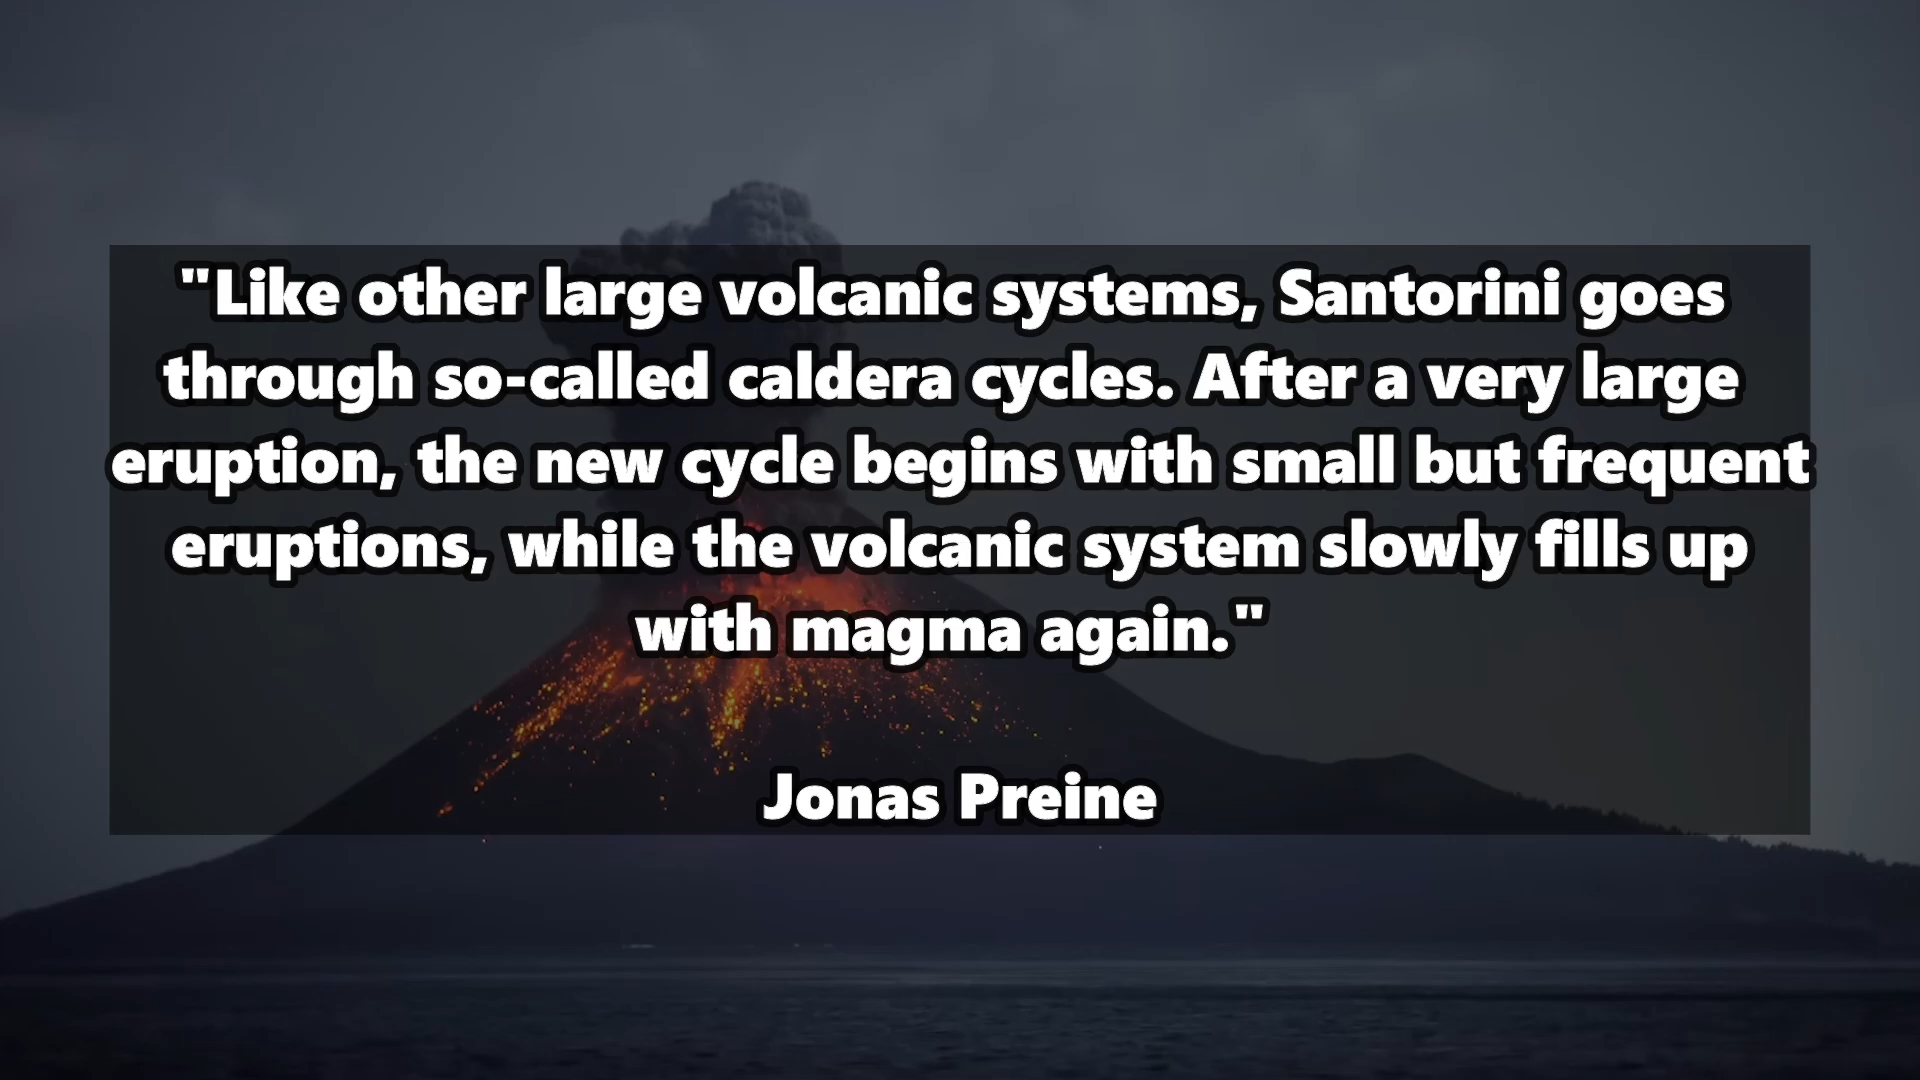 "Like other large volcanic systems, Santorini goes
through so-called caldera cycles. After a very large
eruption, the new cycle begins with small but frequent
eruptions, while the volcanic system slowly fills up
with magma again."
Jonas Preine